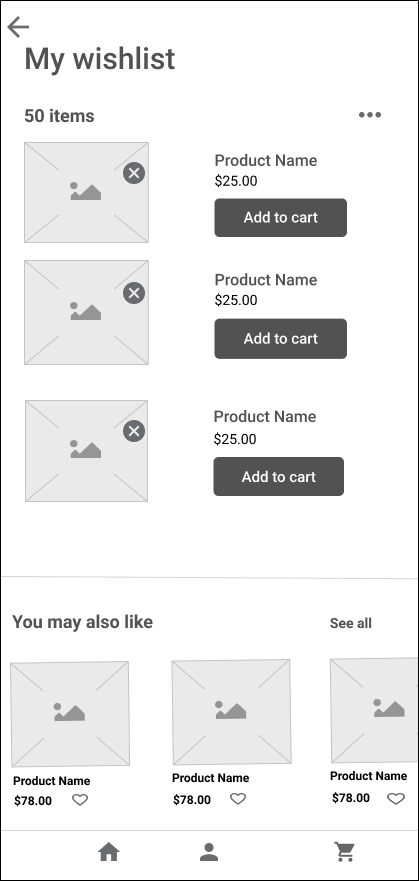 My wishlist
50 items
Product Name
$25.00
Add to cart
Product Name
$25.00
Add to cart
Product Name
$25.00
Add to cart
You may also like
See all
Product Name
$78.00
Product Name
$78.00
Product Name
$78.00